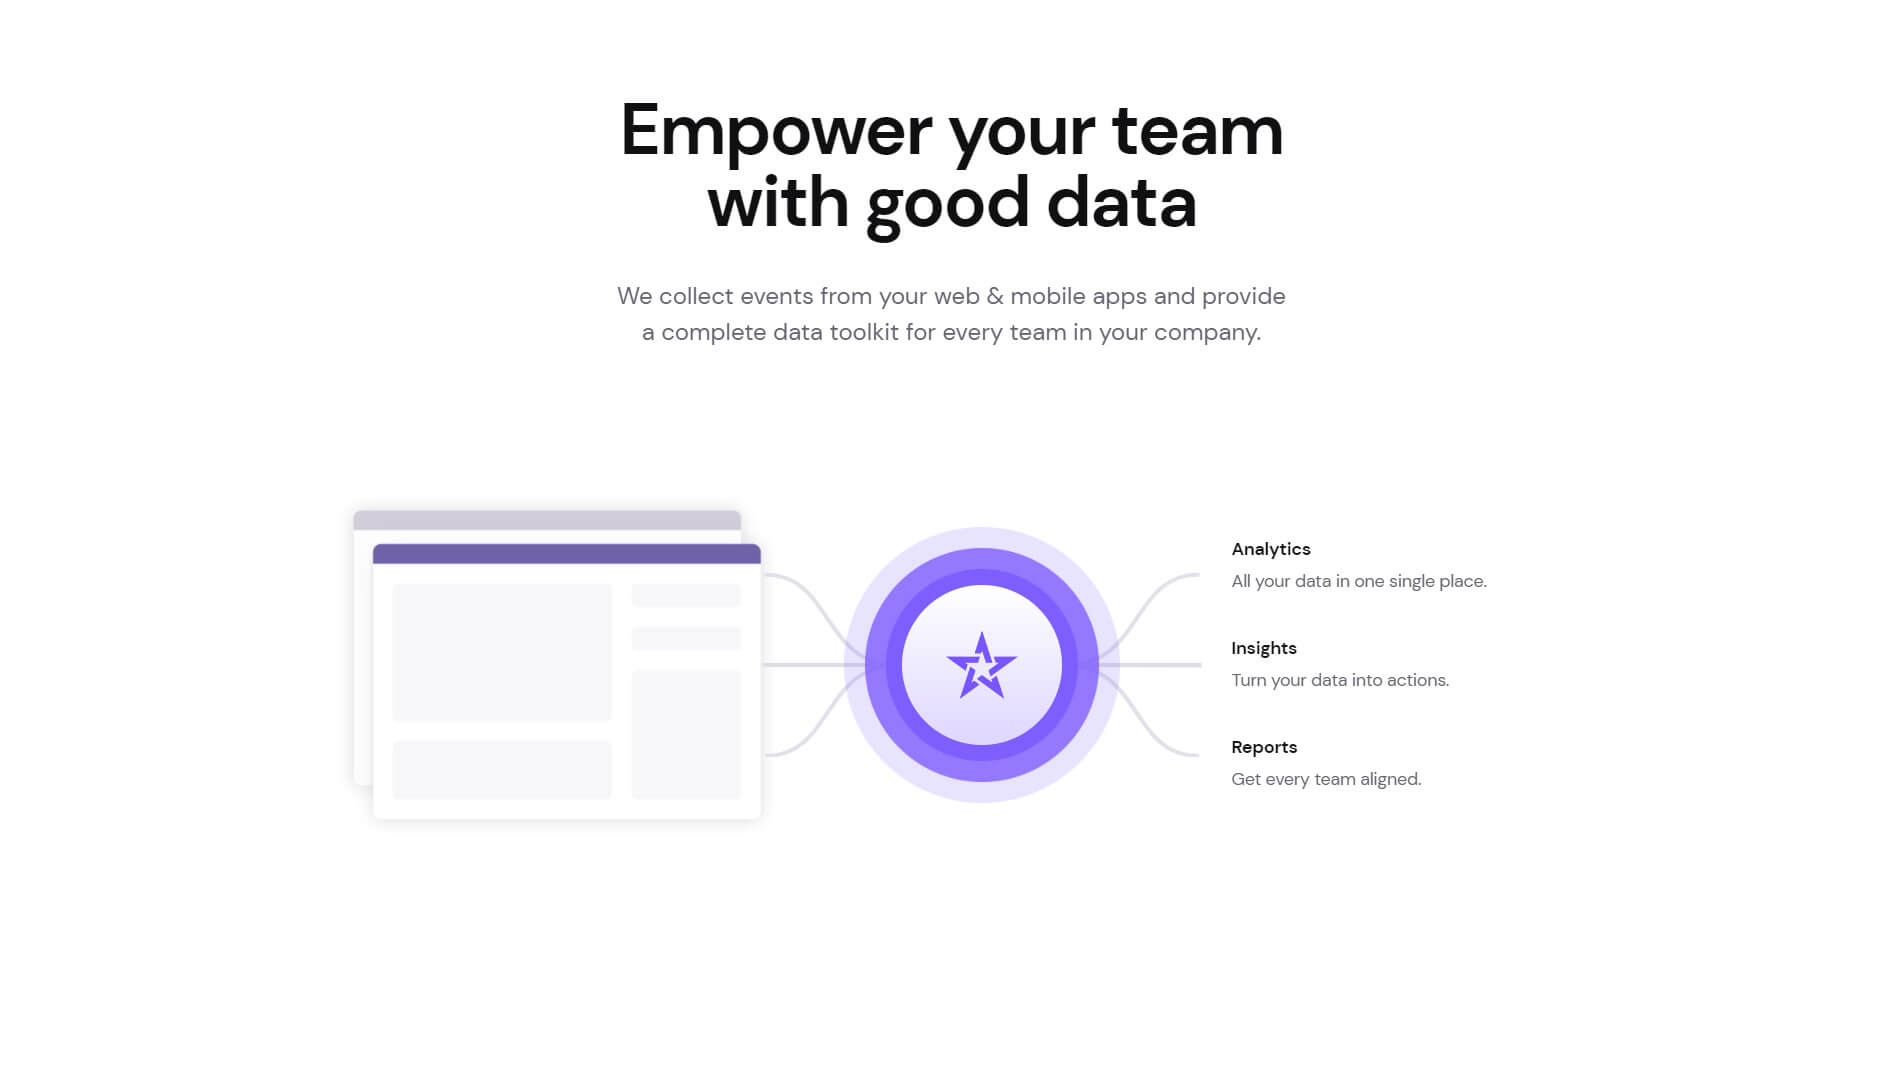 Empower your team
with good data
We collect events from your web & mobile apps and provide
a complete data toolkit for every team in your company.
Analytics
All your data in one single place.
Insights
Turn your data into actions.
Reports
Get every team aligned.